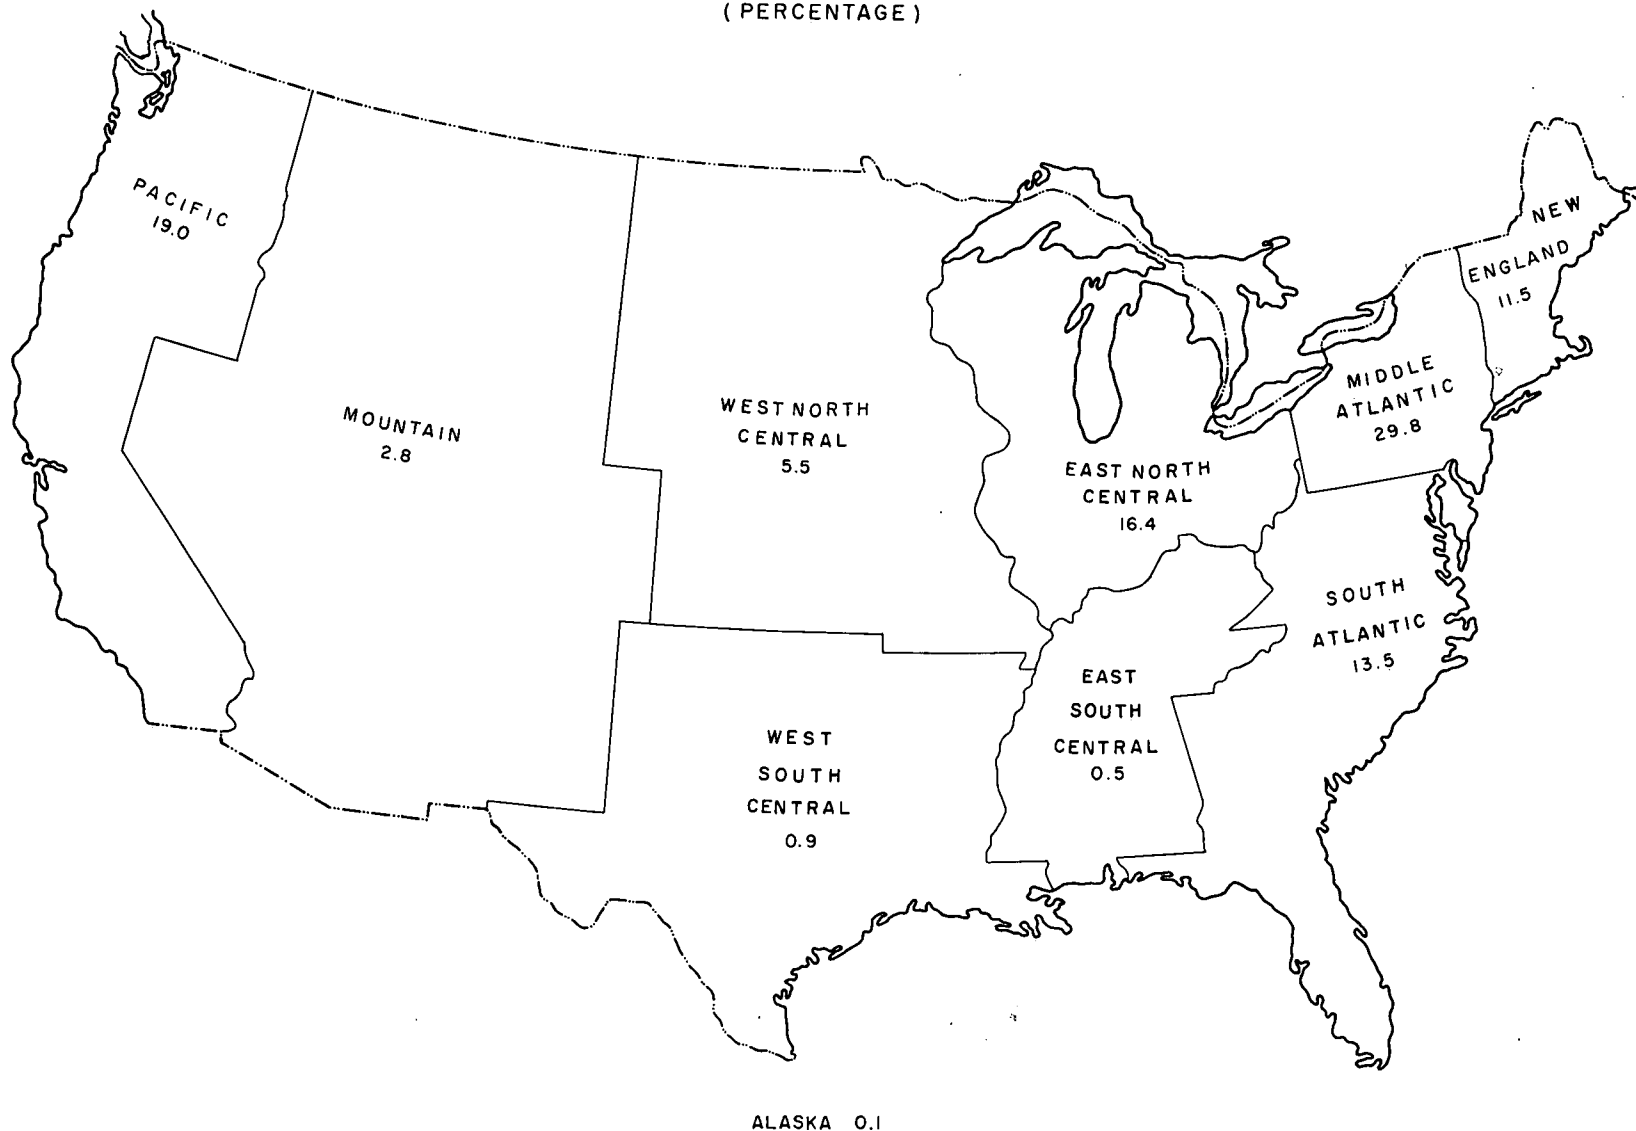 (PERCENTAGE)
PACIFIC
19.0
MOUNTAIN
2.8
WEST NORTH
CENTRAL
5.5
EAST NORTH
CENTRAL
16.4
MIDDLE
ATLANTIC
29.8
NEW
ENGLAND
11.5
SOUTH
ATLANTIC
13.5
EAST
SOUTH
CENTRAL
0.5
WEST
SOUTH
CENTRAL
0.9
ALASKA 0.1